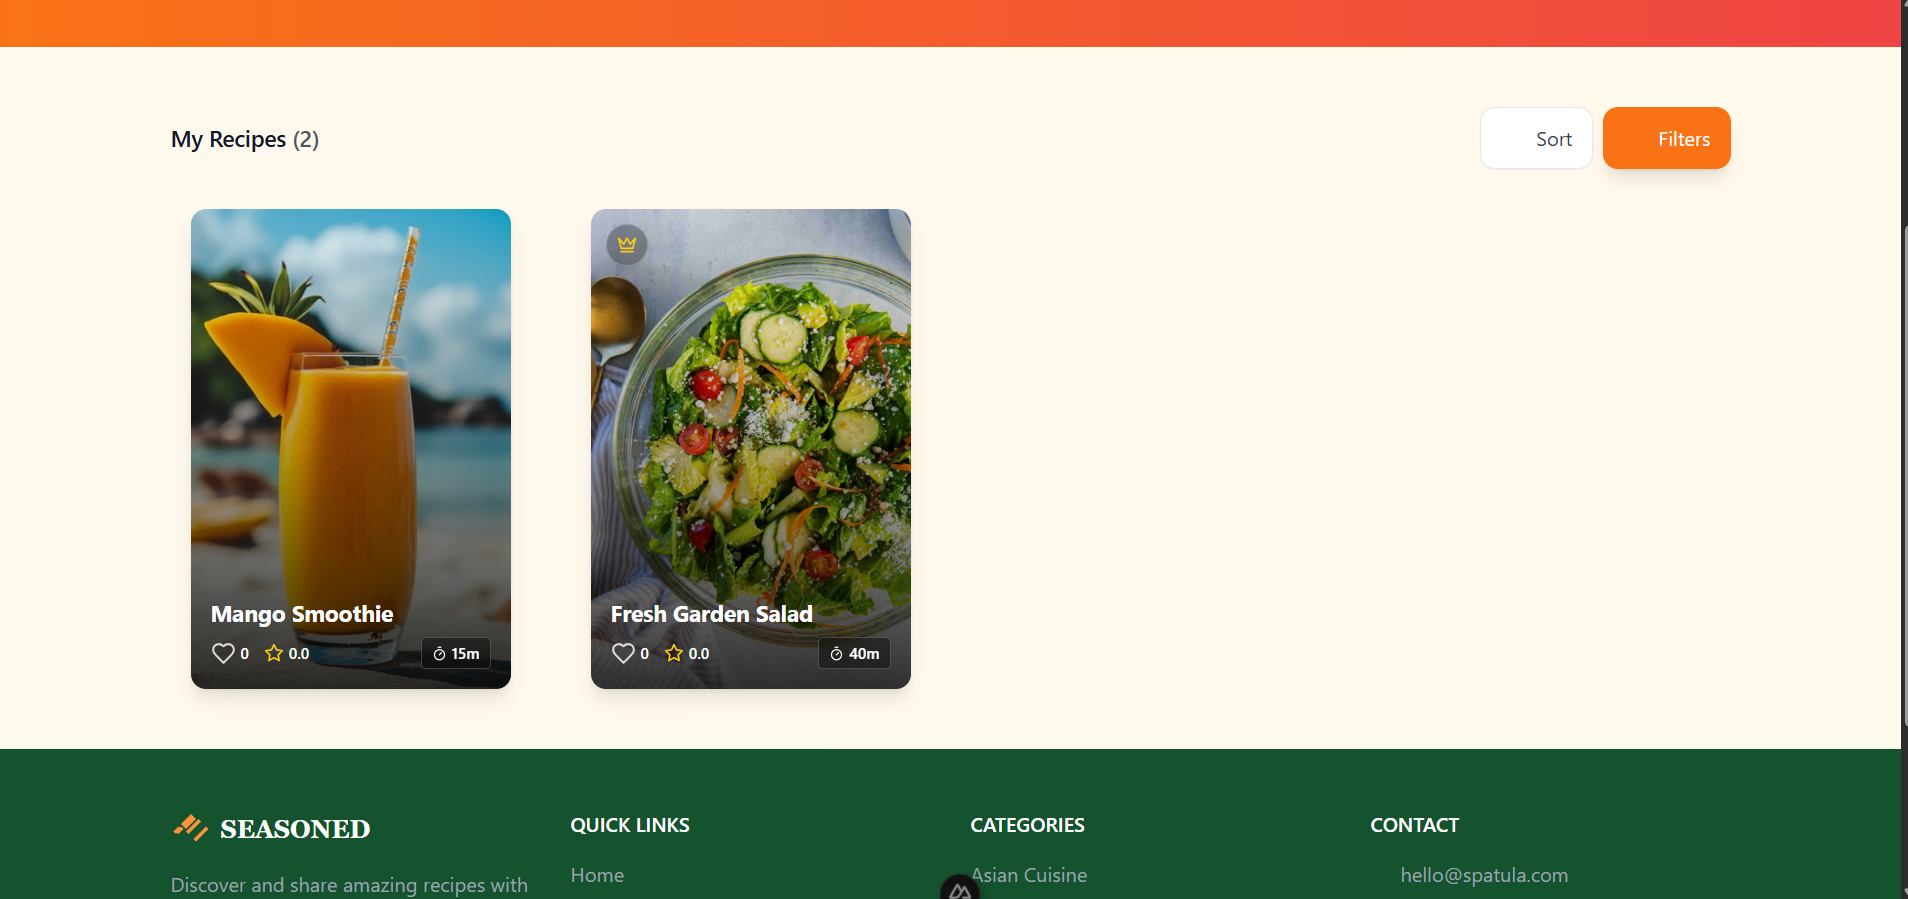 My Recipes (2)
Sort
Filters
Mango Smoothie
0 0.0 15m
Fresh Garden Salad
0 0.0 40m
SEASONED
Discover and share amazing recipes with
QUICK LINKS
Home
CATEGORIES
Asian Cuisine
CONTACT
hello@spatula.com